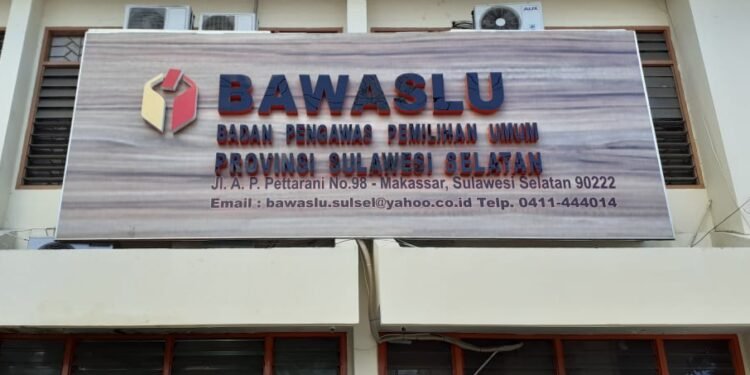 BAWASLU
BADAN PENGAWAS PEMILIHAN UMUM
PROVINSI SULAWESI SELATAN
Jl. A. P. Pettarani No.98 - Makassar, Sulawesi Selatan 90222
Email : bawaslu.sulsel@yahoo.co.id Telp. 0411-444014
AUX